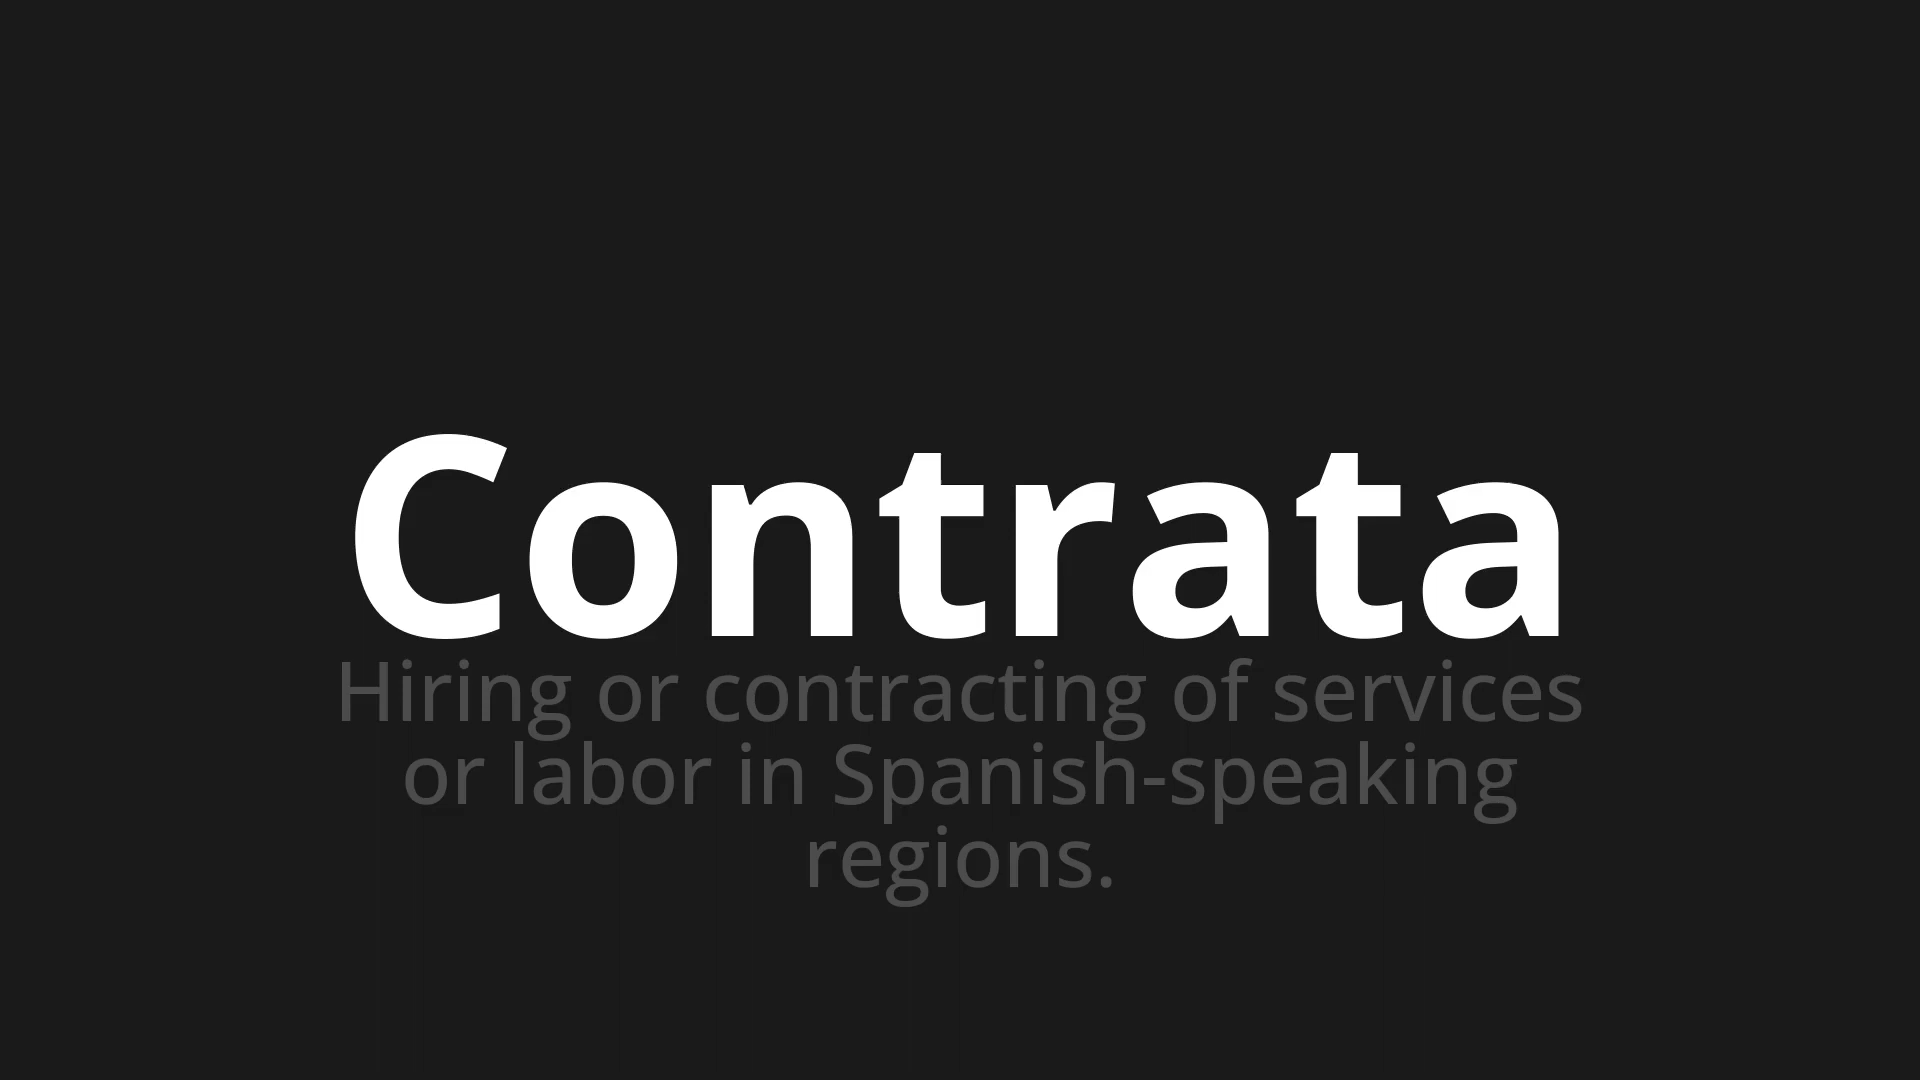 Contrata
Hiring or contracting of services
or labor in Spanish-speaking
regions.